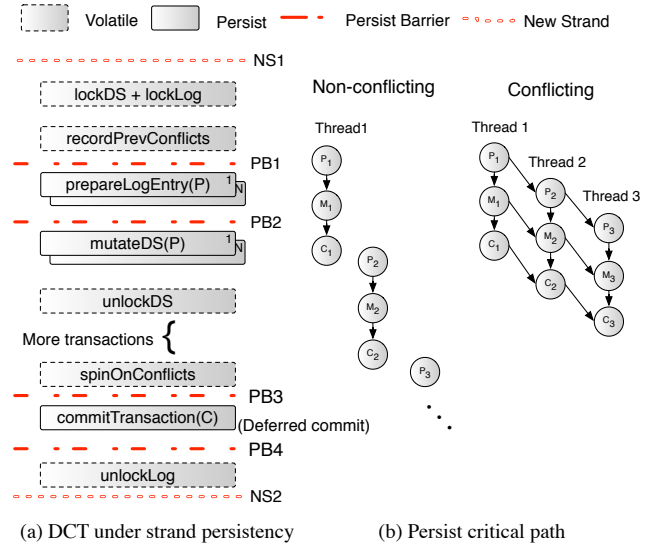 Volatile Persist Persist Barrier New Strand
NS1
lockDS + lockLog
recordPrevConflicts
PB1
prepareLogEntry(P) 1 N
PB2
mutateDS(P) 1 N
unlockDS
More transactions {
spinOnConflicts
PB3
commitTransaction(C)
(Deferred commit)
PB4
unlockLog
NS2
(a) DCT under strand persistency
Non-conflicting
Thread1
P1
M1
C1
P2
M2
C2
P3
. . .
Conflicting
Thread 1
Thread 2
Thread 3
P1
P2
P3
M1
M2
M3
C1
C2
C3
(b) Persist critical path